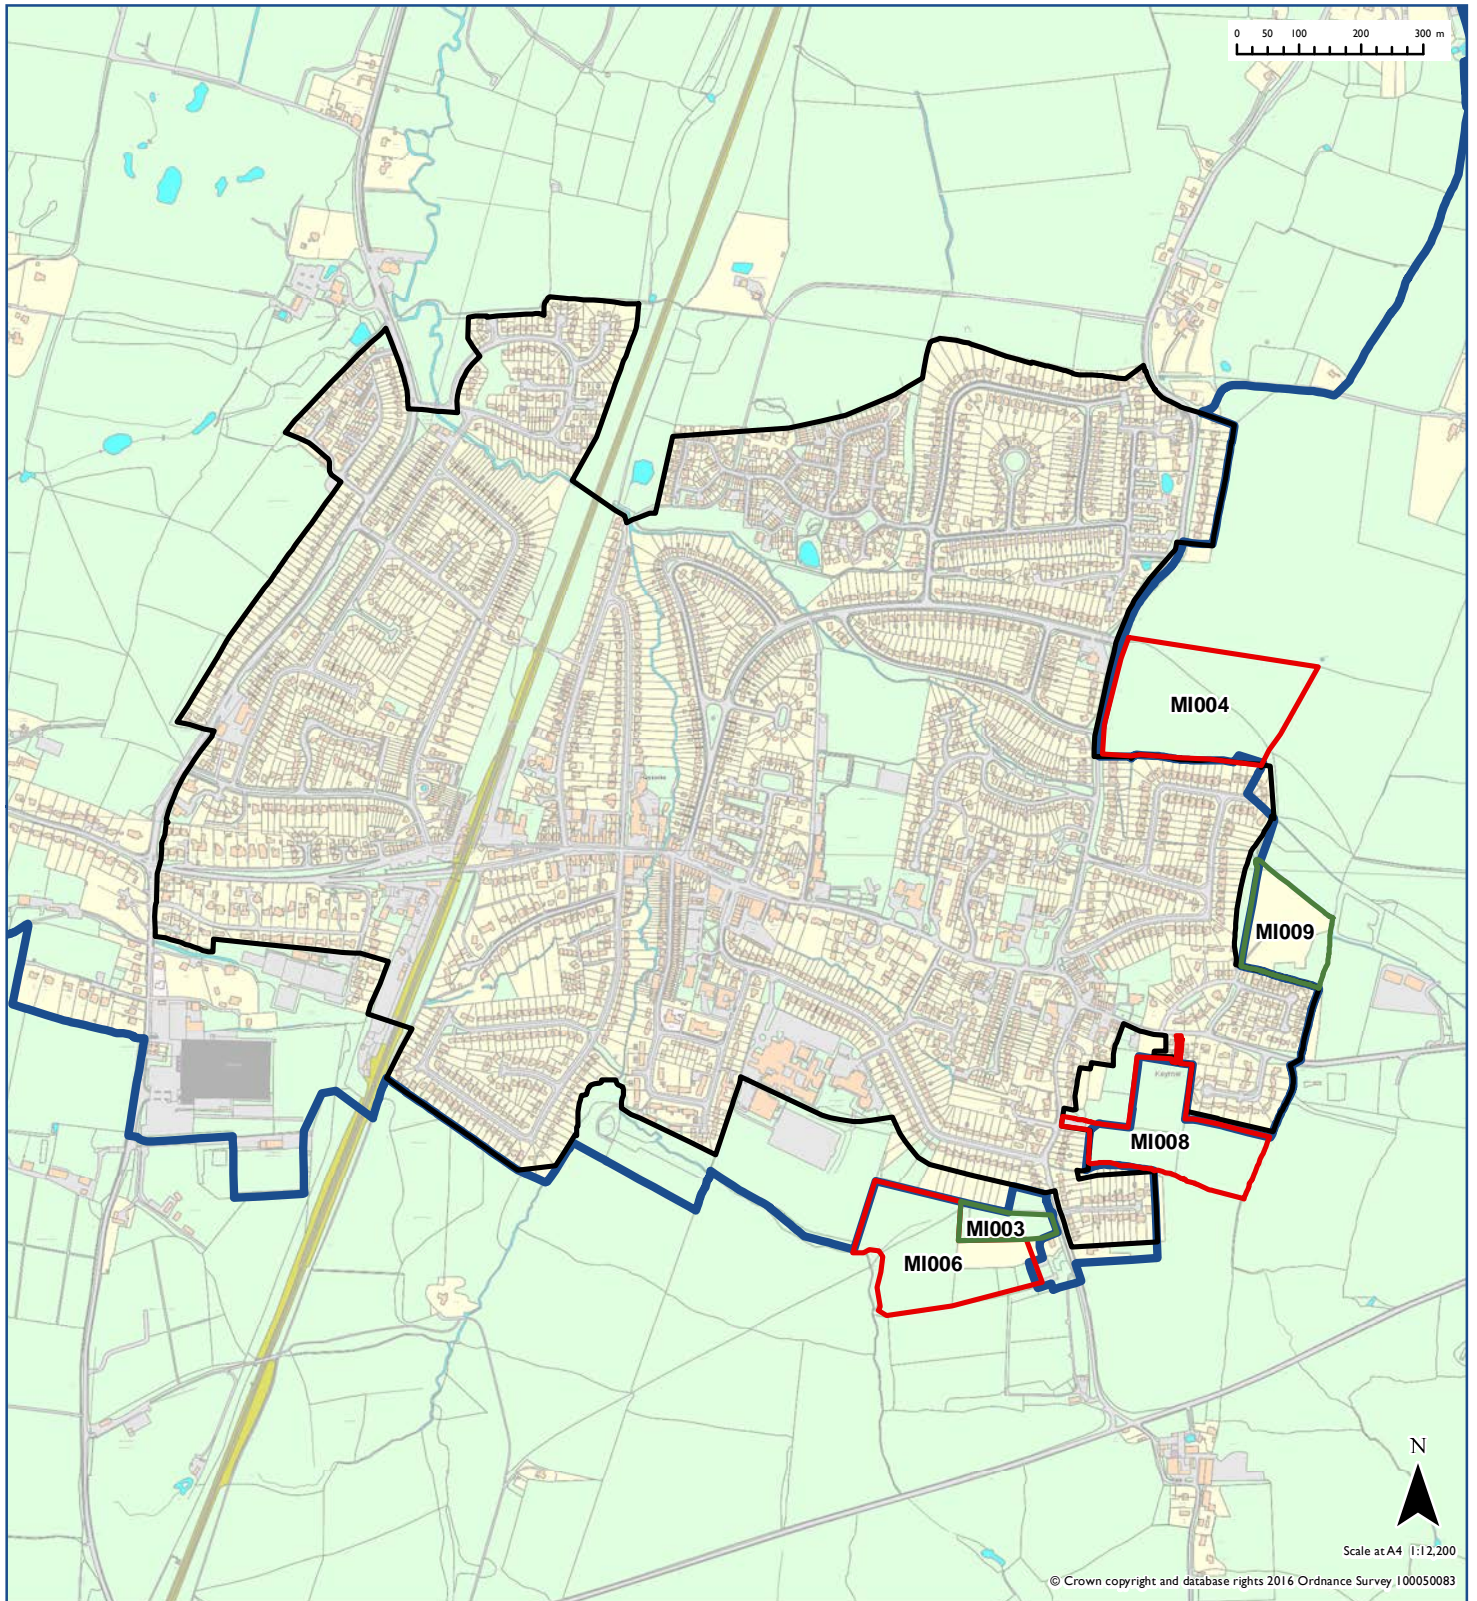 0 50 100 200 300 m
MI004
MI009
MI008
MI003
MI006
N
Scale at A4 1:12,200
© Crown copyright and database rights 2016 Ordnance Survey 100050083